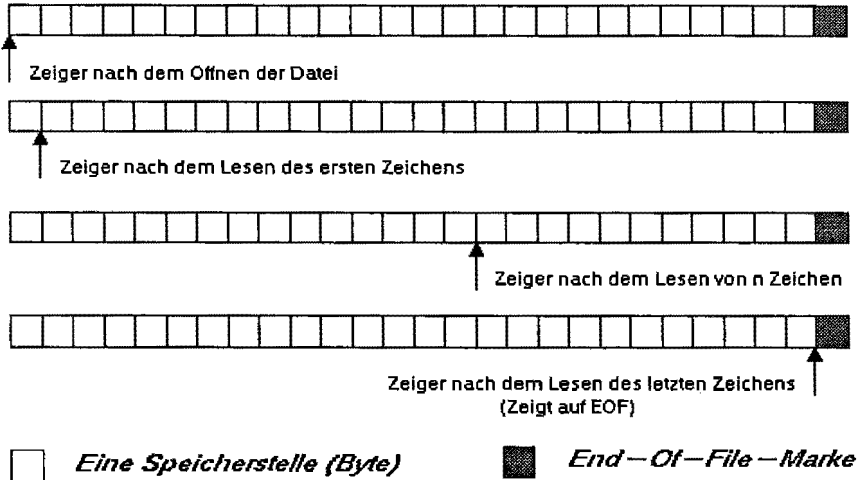 Zeiger nach dem Öffnen der Datei
Zeiger nach dem Lesen des ersten Zeichens
Zeiger nach dem Lesen von n Zeichen
Zeiger nach dem Lesen des letzten Zeichens
(Zeigt auf EOF)
Eine Speicherstelle (Byte)
End-Of-File-Marke